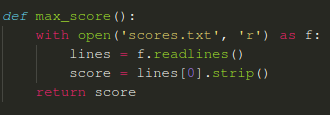 def max_score():
    with open('scores.txt', 'r') as f:
        lines = f.readlines()
        score = lines[0].strip()
    return score